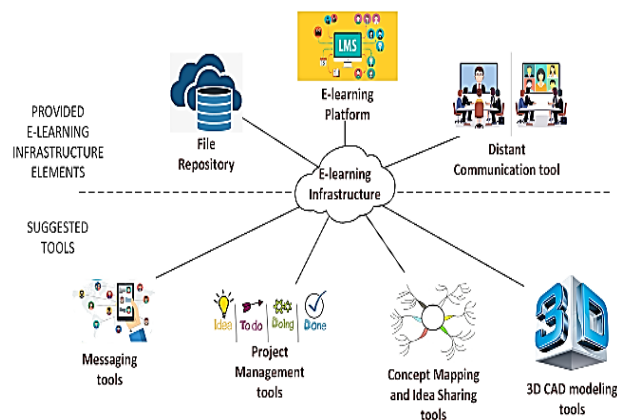 LMS
E-learning
Platform
PROVIDED
E-LEARNING
INFRASTRUCTURE
ELEMENTS
File
Repository
Distant
Communication tool
E-learning
Infrastructure
SUGGESTED
TOOLS
Idea
To do
Doing
Done
Messaging
tools
Project
Management
tools
Concept Mapping
and Idea Sharing
tools
3D
3D CAD modeling
tools